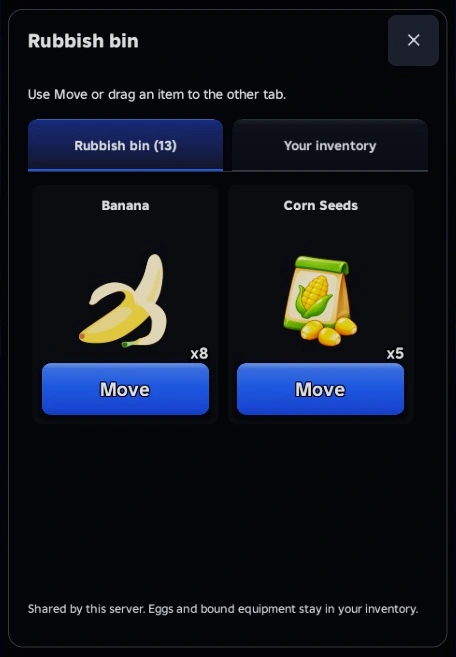 Rubbish bin
Use Move or drag an item to the other tab.
Rubbish bin (13)
Your inventory
Banana
Corn Seeds
x8
x5
Move
Move
Shared by this server. Eggs and bound equipment stay in your inventory.